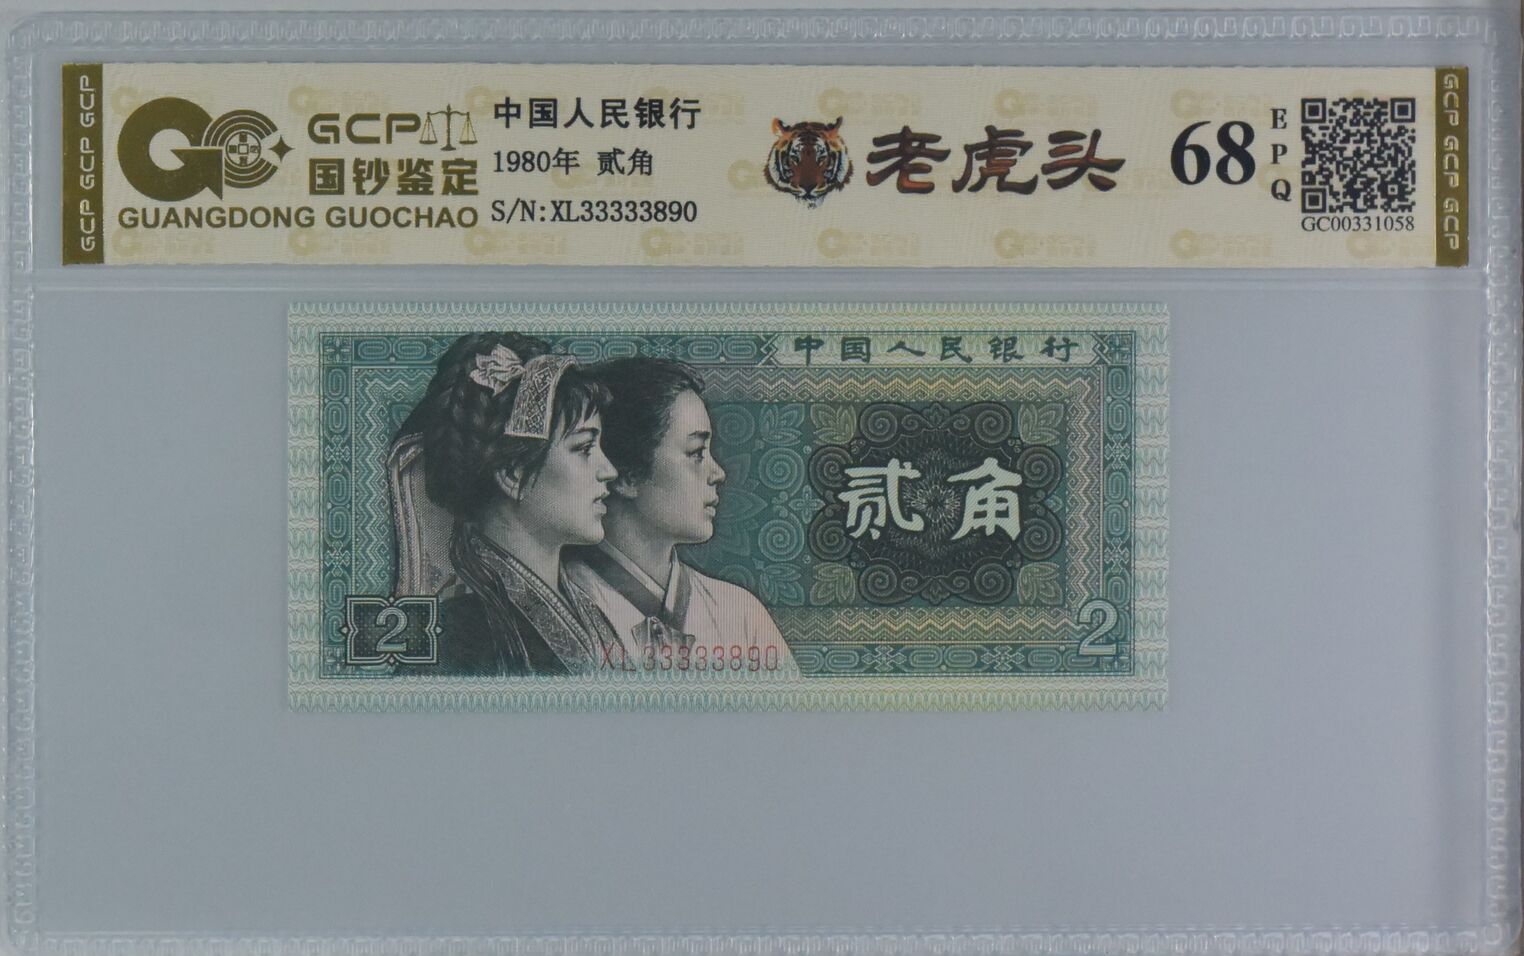 GCP GCP GCP
GCP
国钞鉴定
GUANGDONG GUOCHAO
中国人民银行
1980年 贰角
S/N:XL33333890
老虎头
68
EPQ
GC00331058
GCP GCP GCP
中国人民银行
贰角
2
2
XL33333890